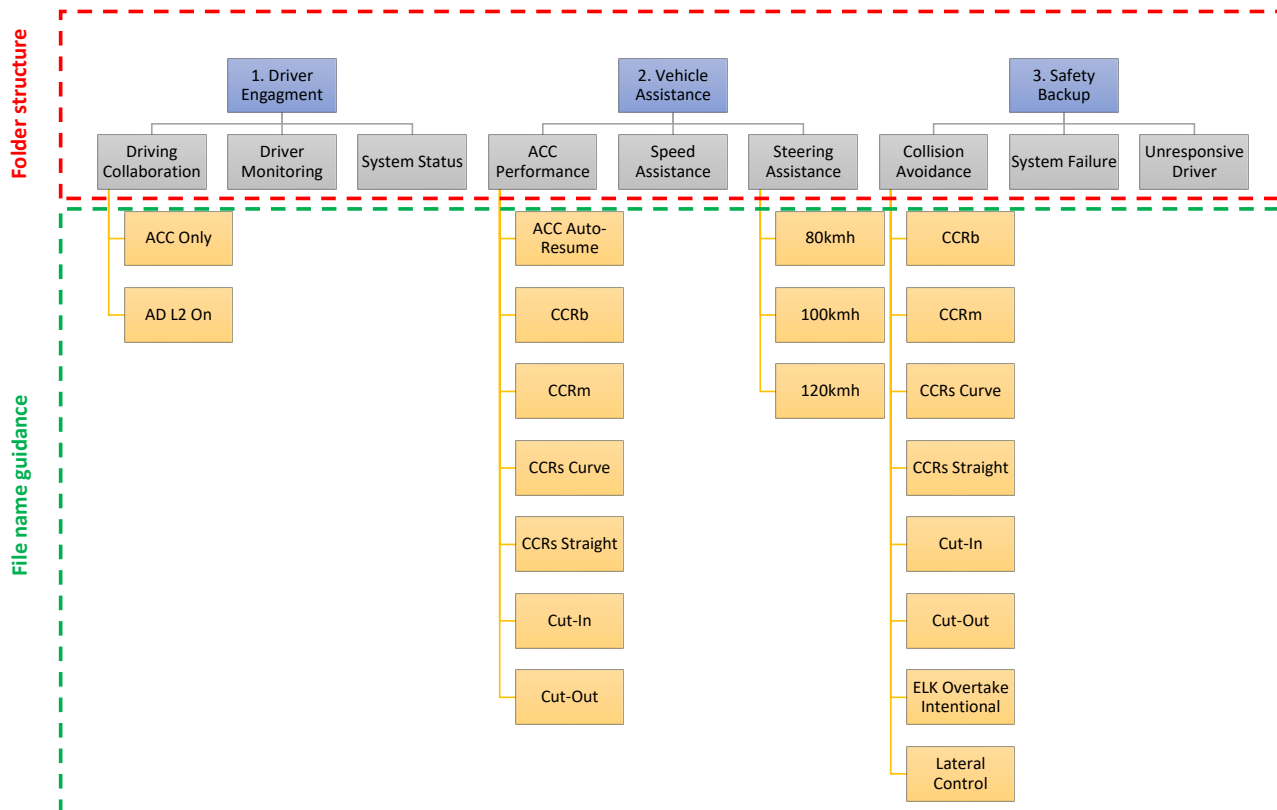 Folder structure
1. Driver
Engagment
2. Vehicle
Assistance
3. Safety
Backup
Driving
Collaboration
Driver
Monitoring
System Status
ACC
Performance
Speed
Assistance
Steering
Assistance
Collision
Avoidance
System Failure
Unresponsive
Driver
File name guidance
ACC Only
AD L2 On
ACC Auto-
Resume
CCRb
CCRm
CCRs Curve
CCRs Straight
Cut-In
Cut-Out
80kmh
100kmh
120kmh
CCRb
CCRm
CCRs Curve
CCRs Straight
Cut-In
Cut-Out
ELK Overtake
Intentional
Lateral
Control